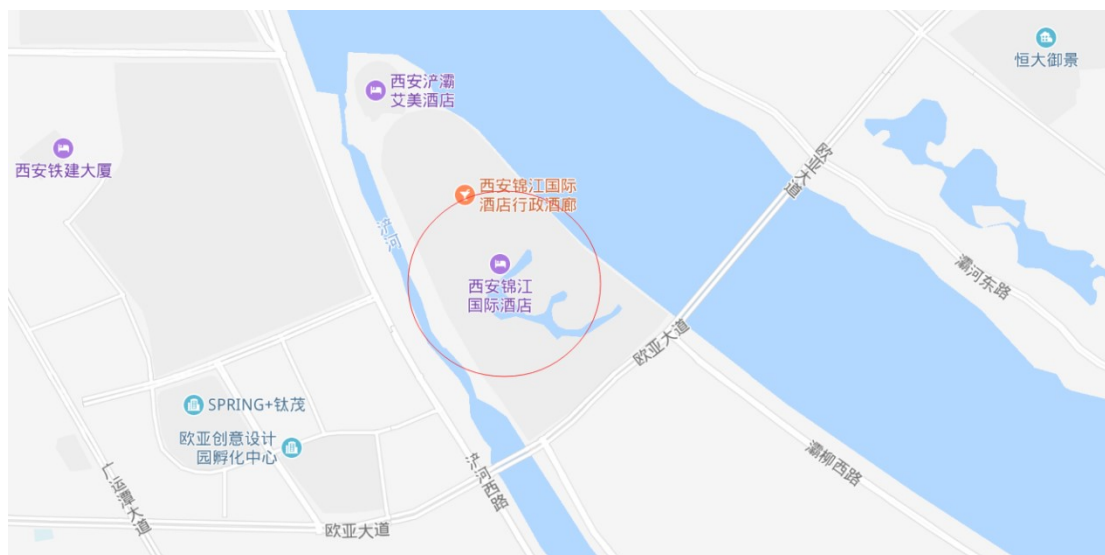 恒大御景
西安浐灞
艾美酒店
西安铁建大厦
欧亚大道
西安锦江国际
酒店行政酒廊
浐河
西安锦江
国际酒店
灞河东路
欧亚大道
SPRING+钛茂
欧亚创意设计
园孵化中心
灞柳西路
浐河西路
广运潭大道
欧亚大道